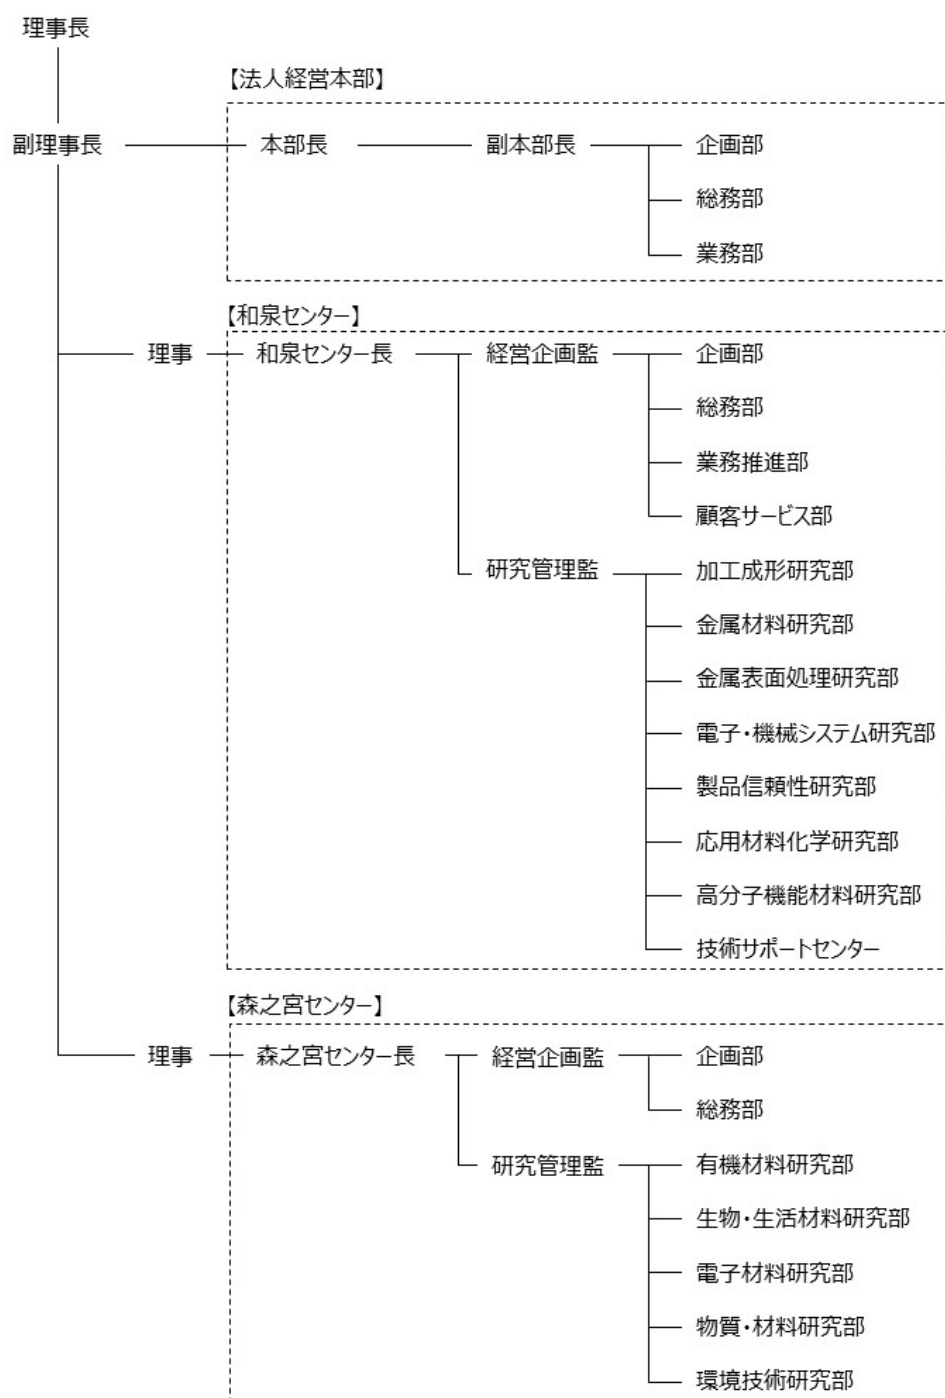 理事長
【法人経営本部】
副理事長 本部長 副本部長 企画部
総務部
業務部
【和泉センター】
理事 和泉センター長 経営企画監 企画部
総務部
業務推進部
顧客サービス部
研究管理監 加工成形研究部
金属材料研究部
金属表面処理研究部
電子・機械システム研究部
製品信頼性研究部
応用材料化学研究部
高分子機能材料研究部
技術サポートセンター
【森之宮センター】
理事 森之宮センター長 経営企画監 企画部
総務部
研究管理監 有機材料研究部
生物・生活材料研究部
電子材料研究部
物質・材料研究部
環境技術研究部